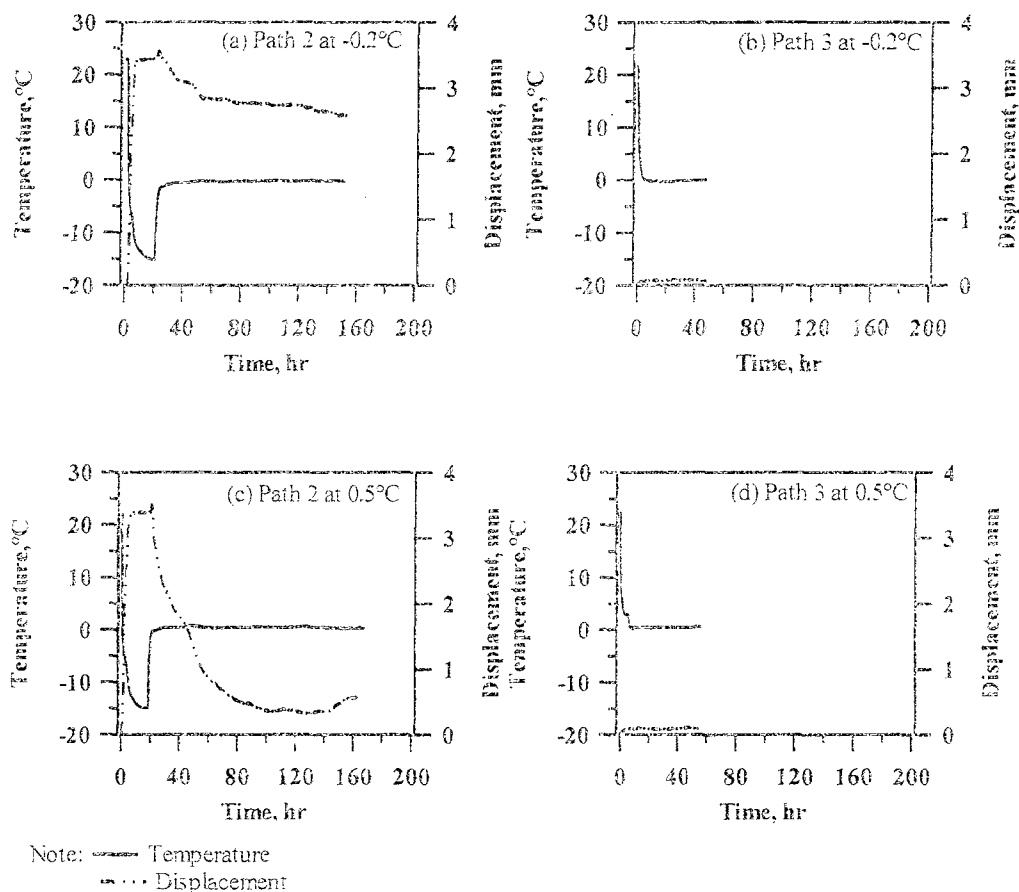 (a) Path 2 at -0.2°C
30
20
10
0
-10
-20
Temperature,°C
4
3
2
1
0
Displacement, mm
0 40 80 120 160 200
Time, hr
(b) Path 3 at -0.2°C
30
20
10
0
-10
-20
Temperature, °C
4
3
2
1
0
Displacement, mm
0 40 80 120 160 200
Time, hr
(c) Path 2 at 0.5°C
30
20
10
0
-10
-20
Temperature,°C
4
3
2
1
0
Displacement, mm
0 40 80 120 160 200
Time, hr
(d) Path 3 at 0.5°C
30
20
10
0
-10
-20
Temperature,°C
4
3
2
1
0
Displacement, mm
0 40 80 120 160 200
Time, hr
Note: Temperature
Displacement